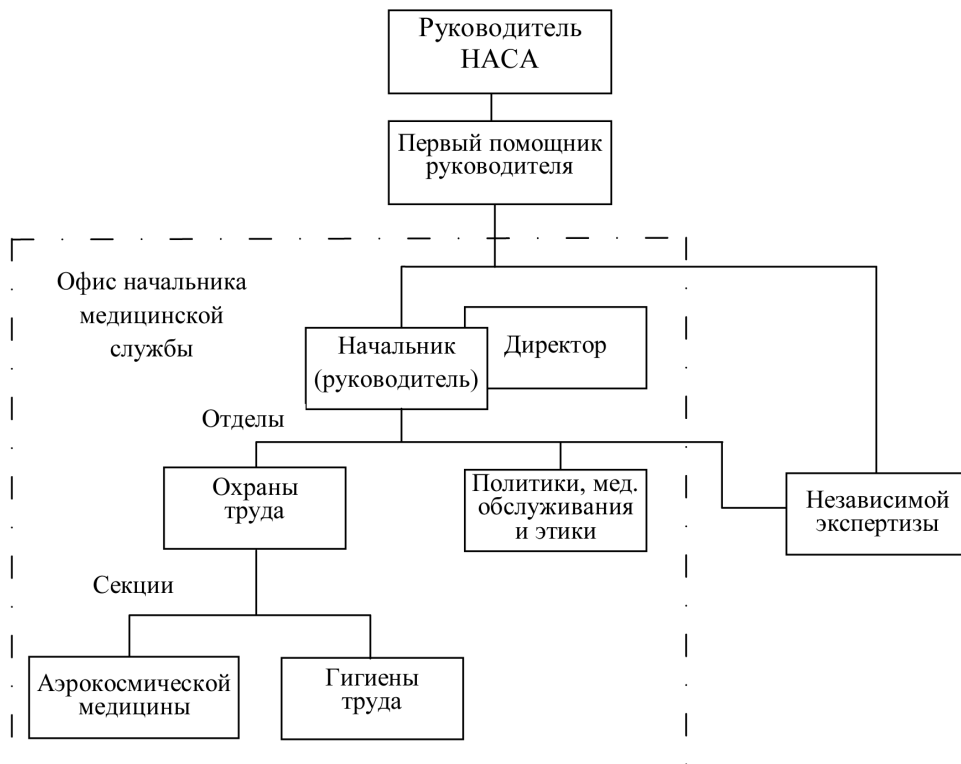 Руководитель
НАСА
Первый помощник
руководителя
Офис начальника
медицинской
службы
Начальник
(руководитель)
Директор
Отделы
Охраны
труда
Политики, мед.
обслуживания
и этики
Независимой
экспертизы
Секции
Аэрокосмической
медицины
Гигиены
труда